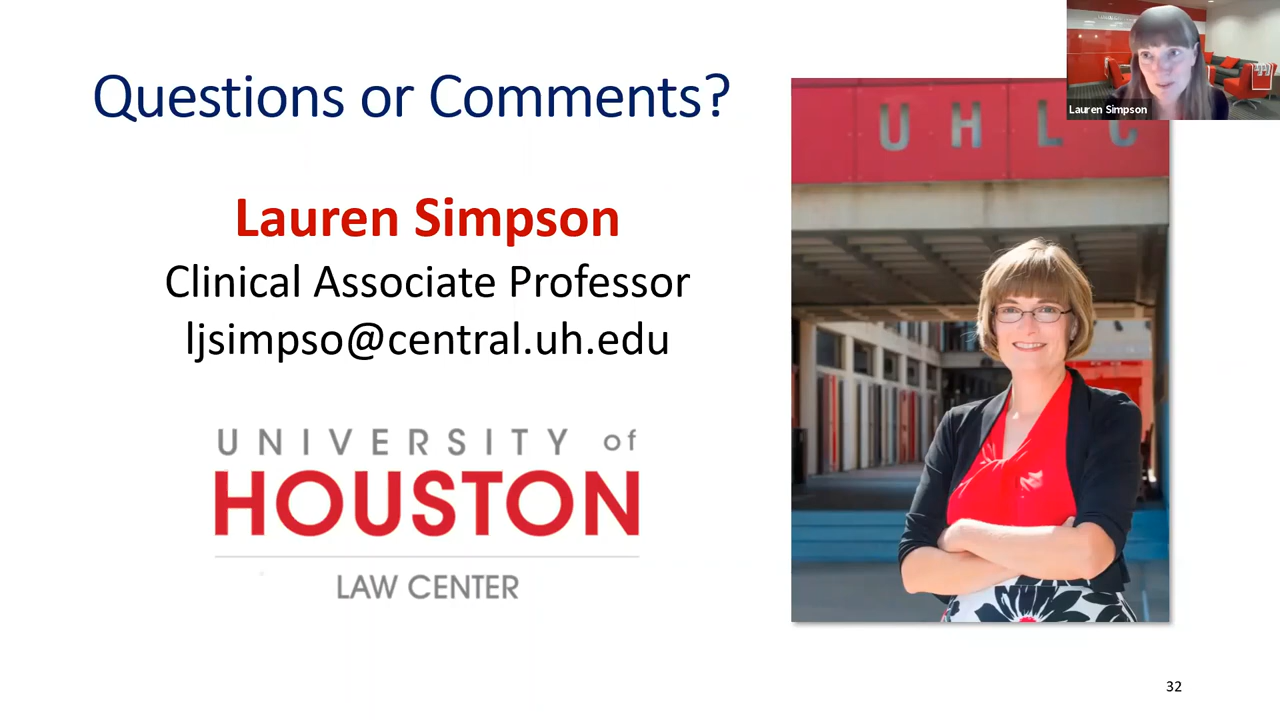 Questions or Comments?
Lauren Simpson
Clinical Associate Professor
ljsimpso@central.uh.edu
UNIVERSITY of
HOUSTON
LAW CENTER
UHLC
Lauren Simpson
32